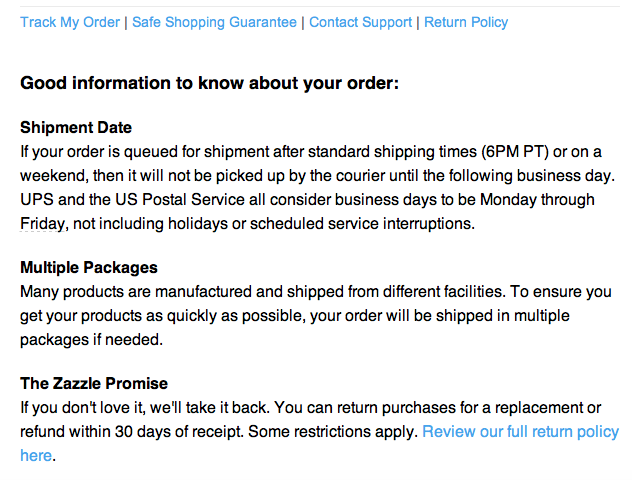 Track My Order | Safe Shopping Guarantee | Contact Support | Return Policy
Good information to know about your order:
Shipment Date
If your order is queued for shipment after standard shipping times (6PM PT) or on a
weekend, then it will not be picked up by the courier until the following business day.
UPS and the US Postal Service all consider business days to be Monday through
Friday, not including holidays or scheduled service interruptions.
Multiple Packages
Many products are manufactured and shipped from different facilities. To ensure you
get your products as quickly as possible, your order will be shipped in multiple
packages if needed.
The Zazzle Promise
If you don't love it, we'll take it back. You can return purchases for a replacement or
refund within 30 days of receipt. Some restrictions apply. Review our full return policy
here.